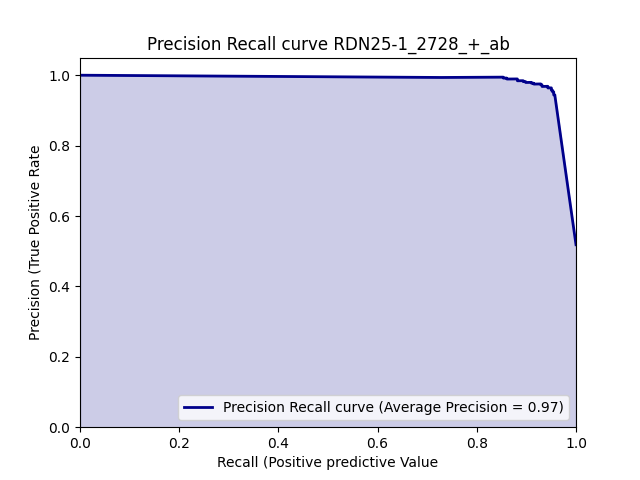 Precision Recall curve RDN25-1_2728_+_ab
Precision (True Positive Rate
1.0
0.8
0.6
0.4
0.2
0.0
Precision Recall curve (Average Precision = 0.97)
0.0 0.2 0.4 0.6 0.8 1.0
Recall (Positive predictive Value